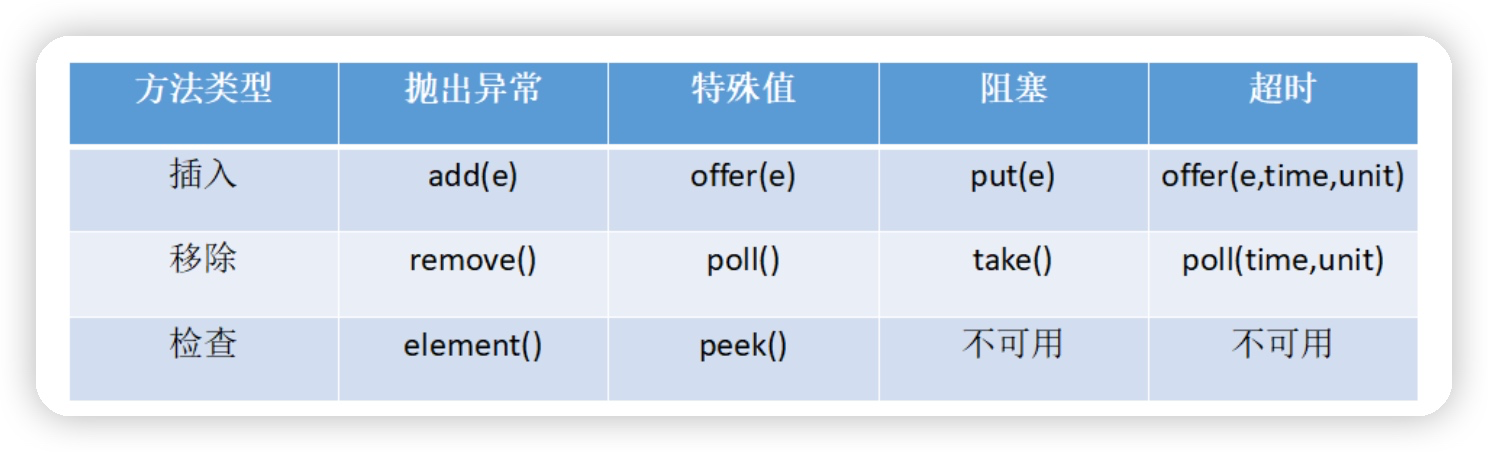 方法类型 抛出异常 特殊值 阻塞 超时
插入 add(e) offer(e) put(e) offer(e,time,unit)
移除 remove() poll() take() poll(time,unit)
检查 element() peek() 不可用 不可用